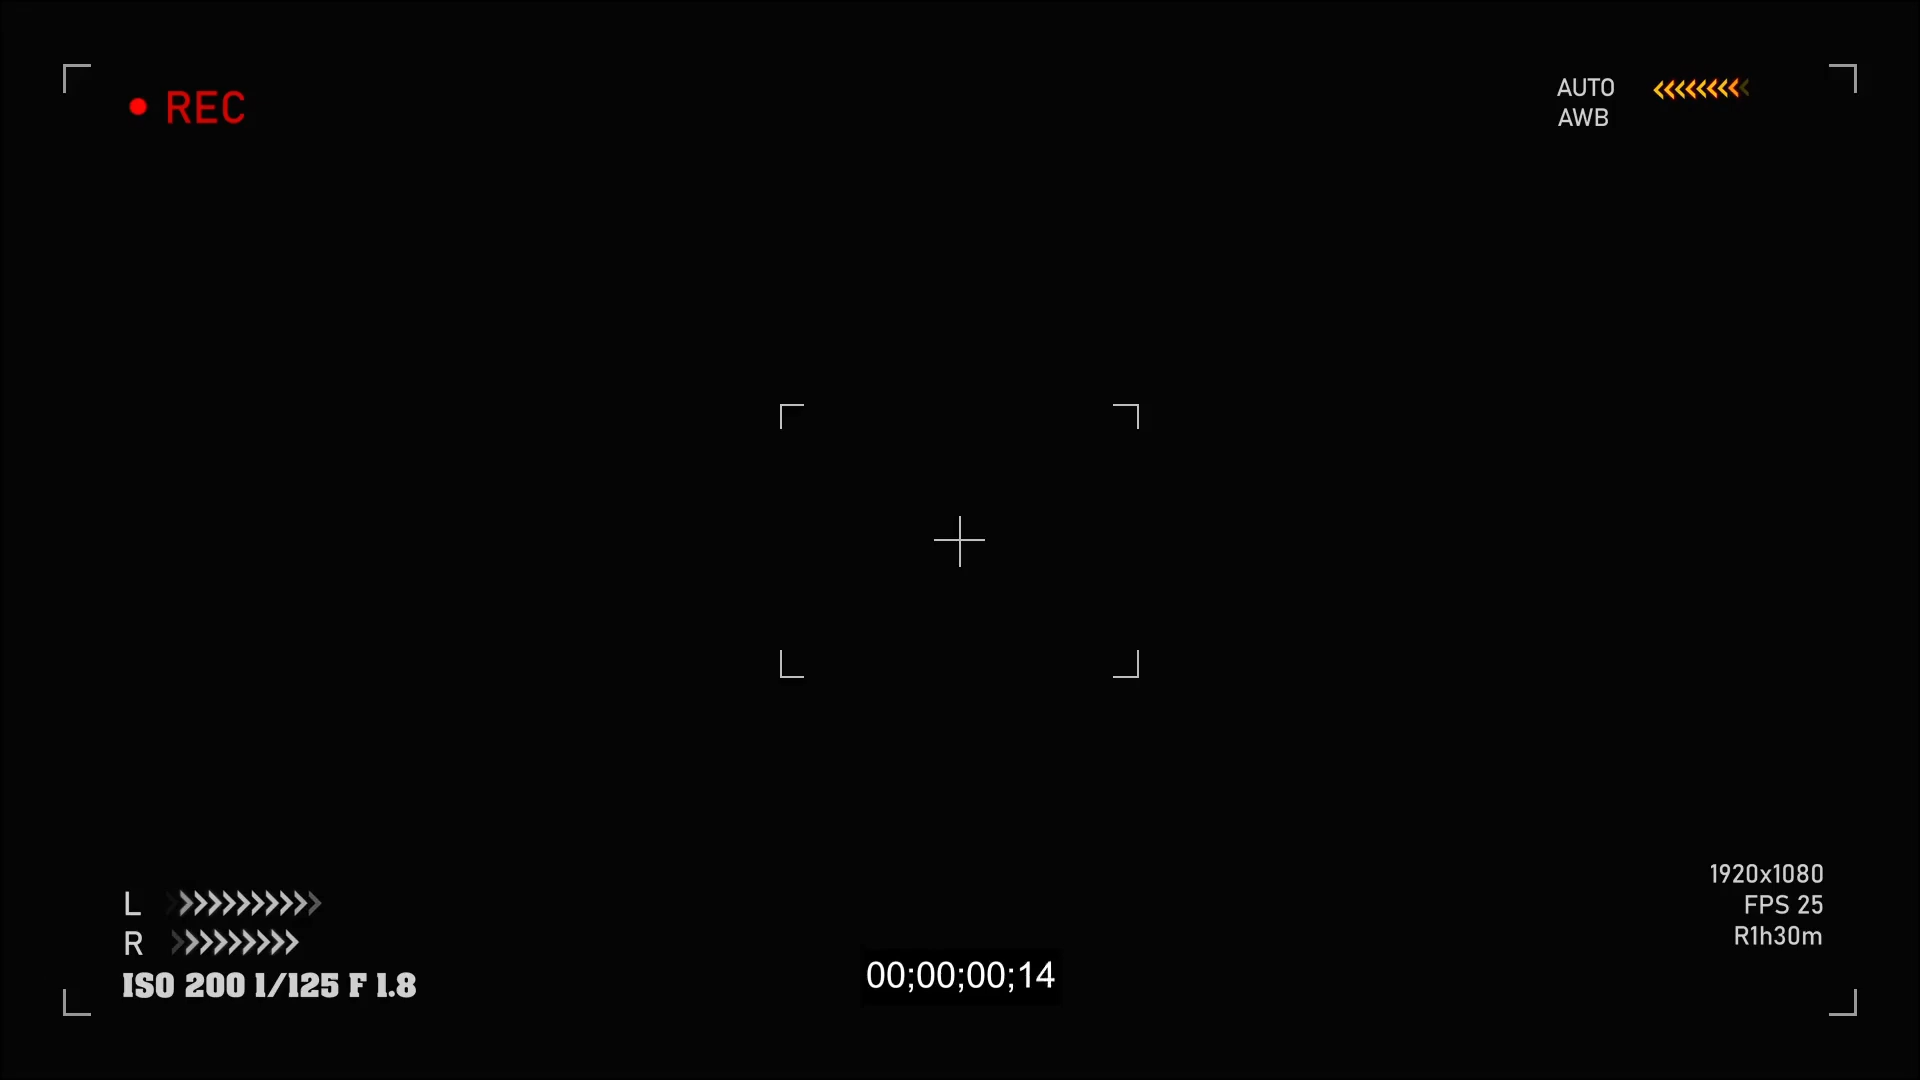 REC
AUTO
AWB
1920x1080
FPS 25
R1h30m
L
R
ISO 200 1/125 F 1.8
00;00;00;14